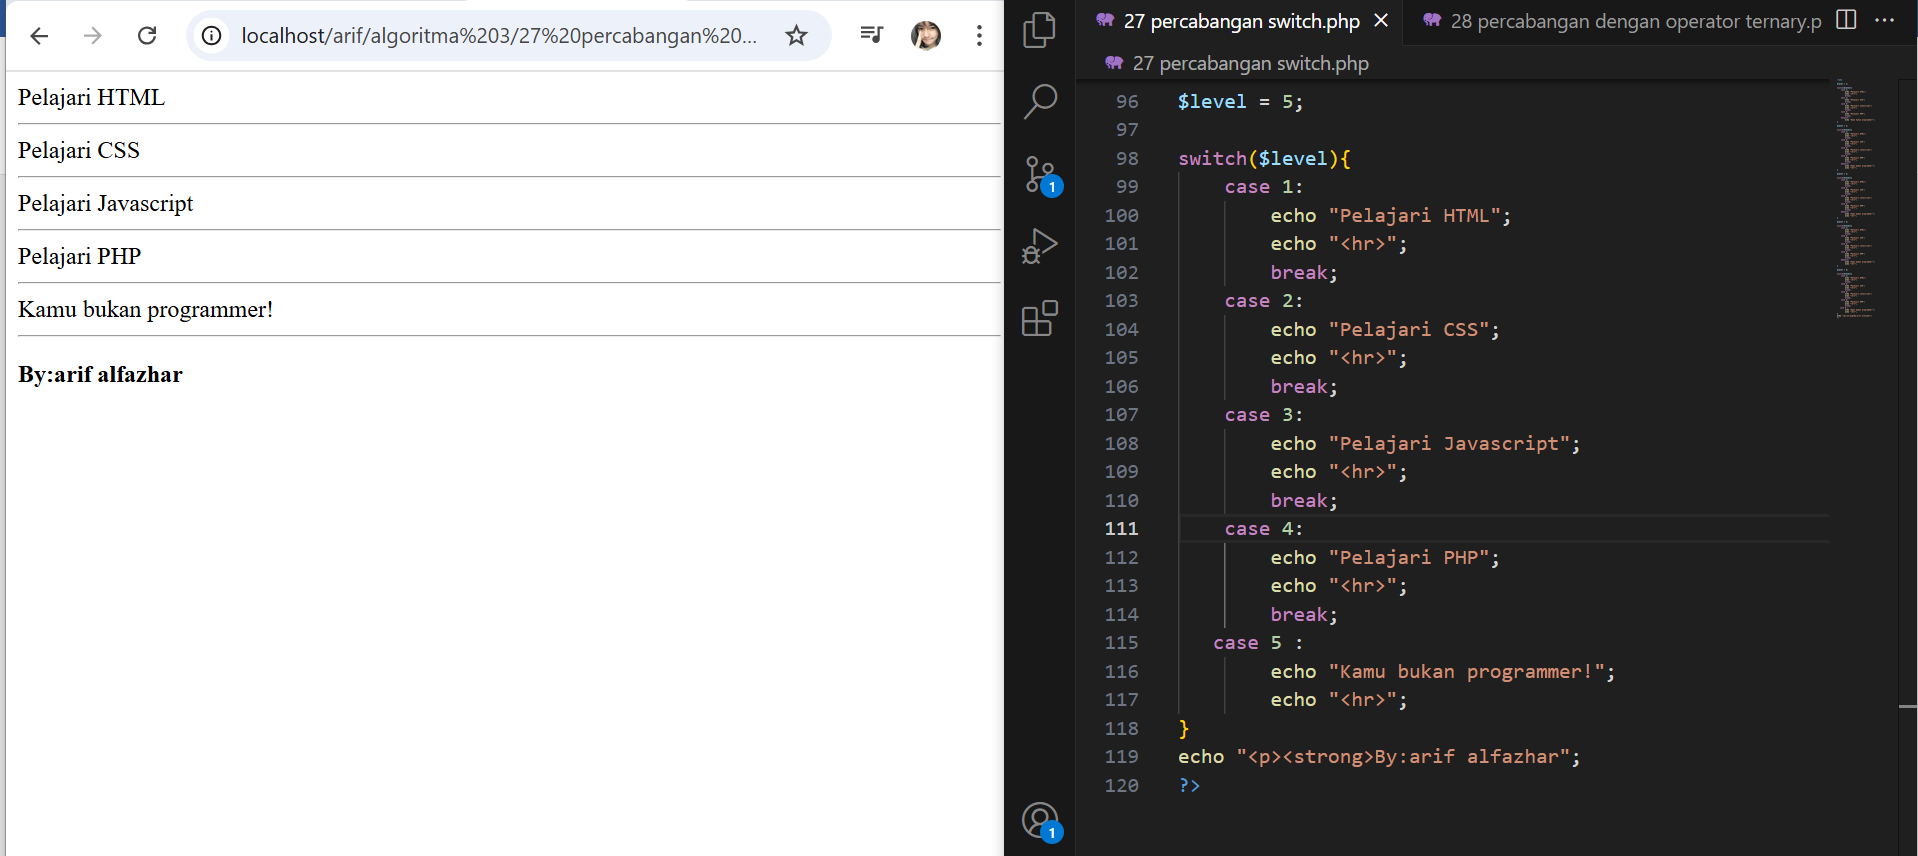 localhost/arif/algoritma%203/27%20percabangan%20...
Pelajari HTML
Pelajari CSS
Pelajari Javascript
Pelajari PHP
Kamu bukan programmer!
By:arif alfazhar
27 percabangan switch.php
28 percabangan dengan operator ternary.p
27 percabangan switch.php
1
1
96 $level = 5;
97
98 switch($level){
99 case 1:
100 echo "Pelajari HTML";
101 echo "<hr>";
102 break;
103 case 2:
104 echo "Pelajari CSS";
105 echo "<hr>";
106 break;
107 case 3:
108 echo "Pelajari Javascript";
109 echo "<hr>";
110 break;
111 case 4:
112 echo "Pelajari PHP";
113 echo "<hr>";
114 break;
115 case 5 :
116 echo "Kamu bukan programmer!";
117 echo "<hr>";
118 }
119 echo "<p><strong>By:arif alfazhar";
120 ?>